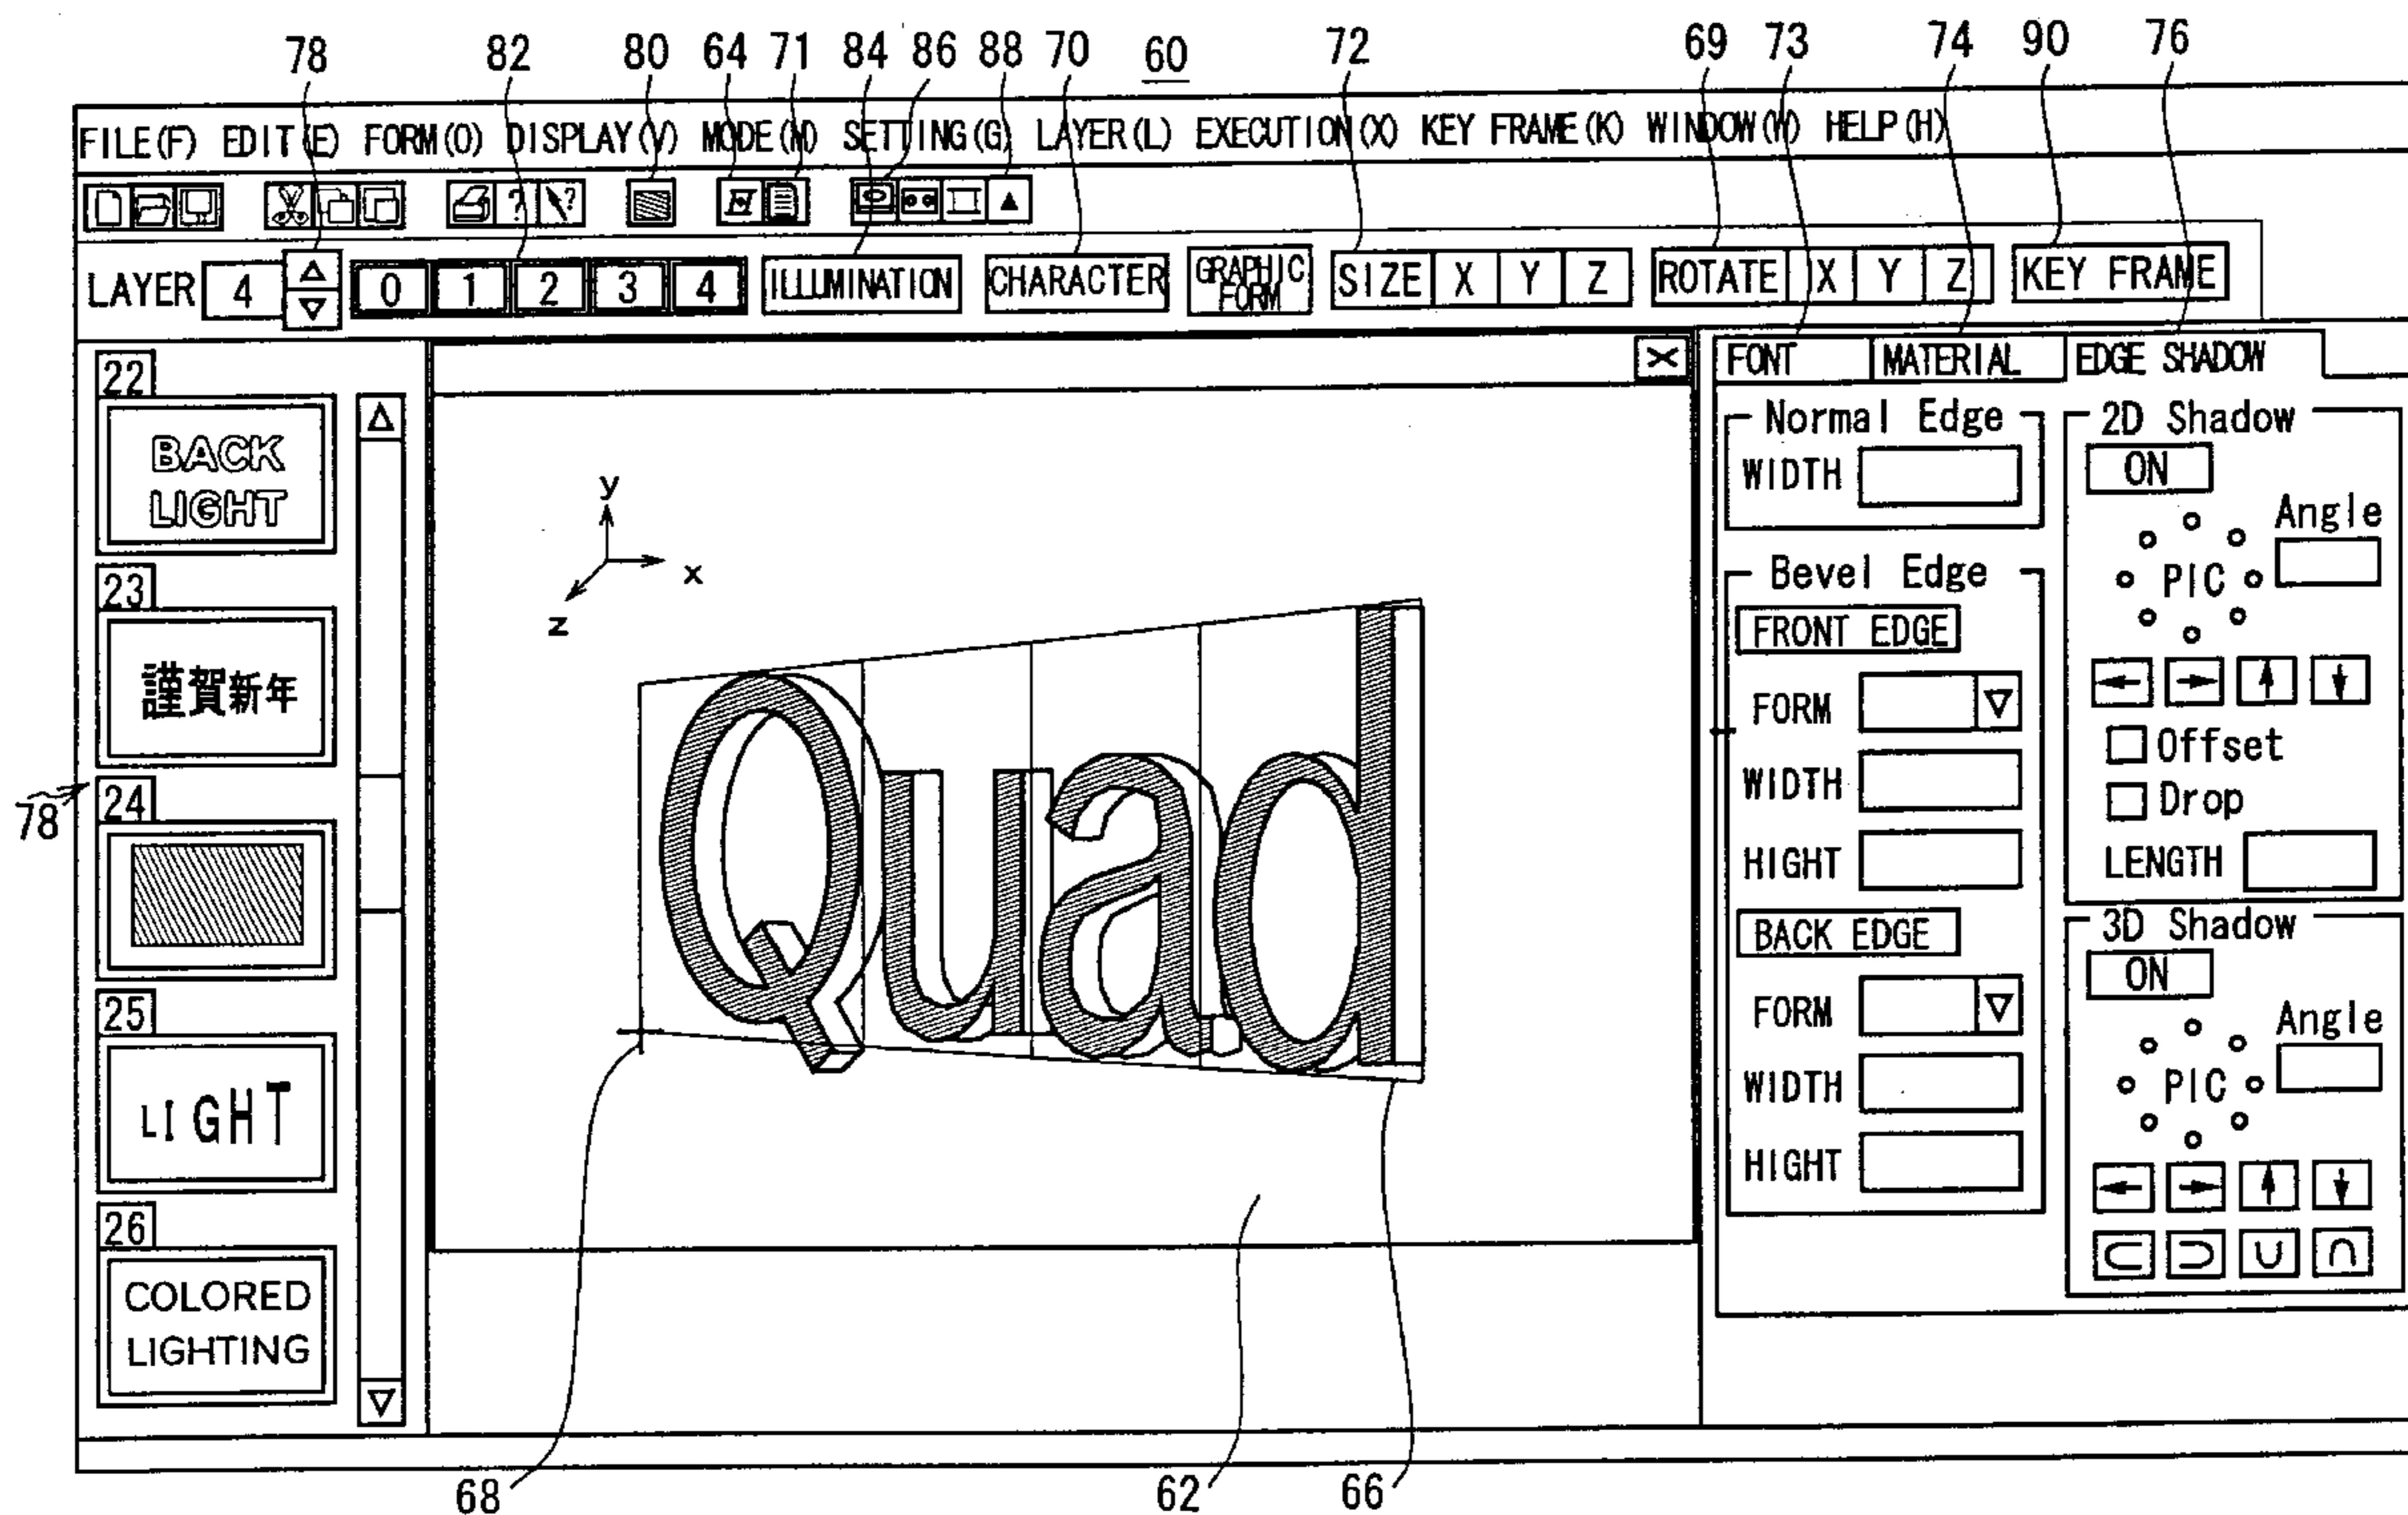 78 82 80 64 71 84 86 88 70 60 72 69 73 74 90 76
FILE(F) EDIT(E) FORM(O) DISPLAY(V) MODE(M) SETTING(G) LAYER(L) EXECUTION(X) KEY FRAME(K) WINDOW(W) HELP(H)
? ?
LAYER 4 0 1 2 3 4 ILLUMINATION CHARACTER GRAPHIC FORM SIZE X Y Z ROTATE X Y Z KEY FRAME
22
BACK
LIGHT
23
謹賀新年
24
78
25
LIGHT
26
COLORED
LIGHTING
X
y
x
z
Quad
68
62
66
FONT MATERIAL EDGE SHADOW
Normal Edge
WIDTH
Bevel Edge
FRONT EDGE
FORM
WIDTH
HIGHT
BACK EDGE
FORM
WIDTH
HIGHT
2D Shadow
ON
Angle
PIC
Offset
Drop
LENGTH
3D Shadow
ON
Angle
PIC